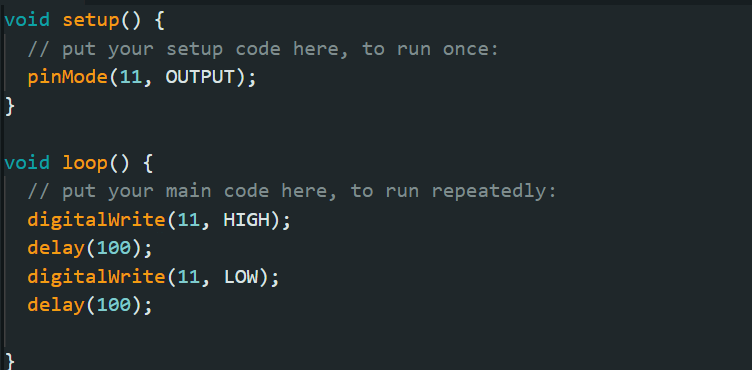 void setup() {
  // put your setup code here, to run once:
  pinMode(11, OUTPUT);
}

void loop() {
  // put your main code here, to run repeatedly:
  digitalWrite(11, HIGH);
  delay(100);
  digitalWrite(11, LOW);
  delay(100);

}